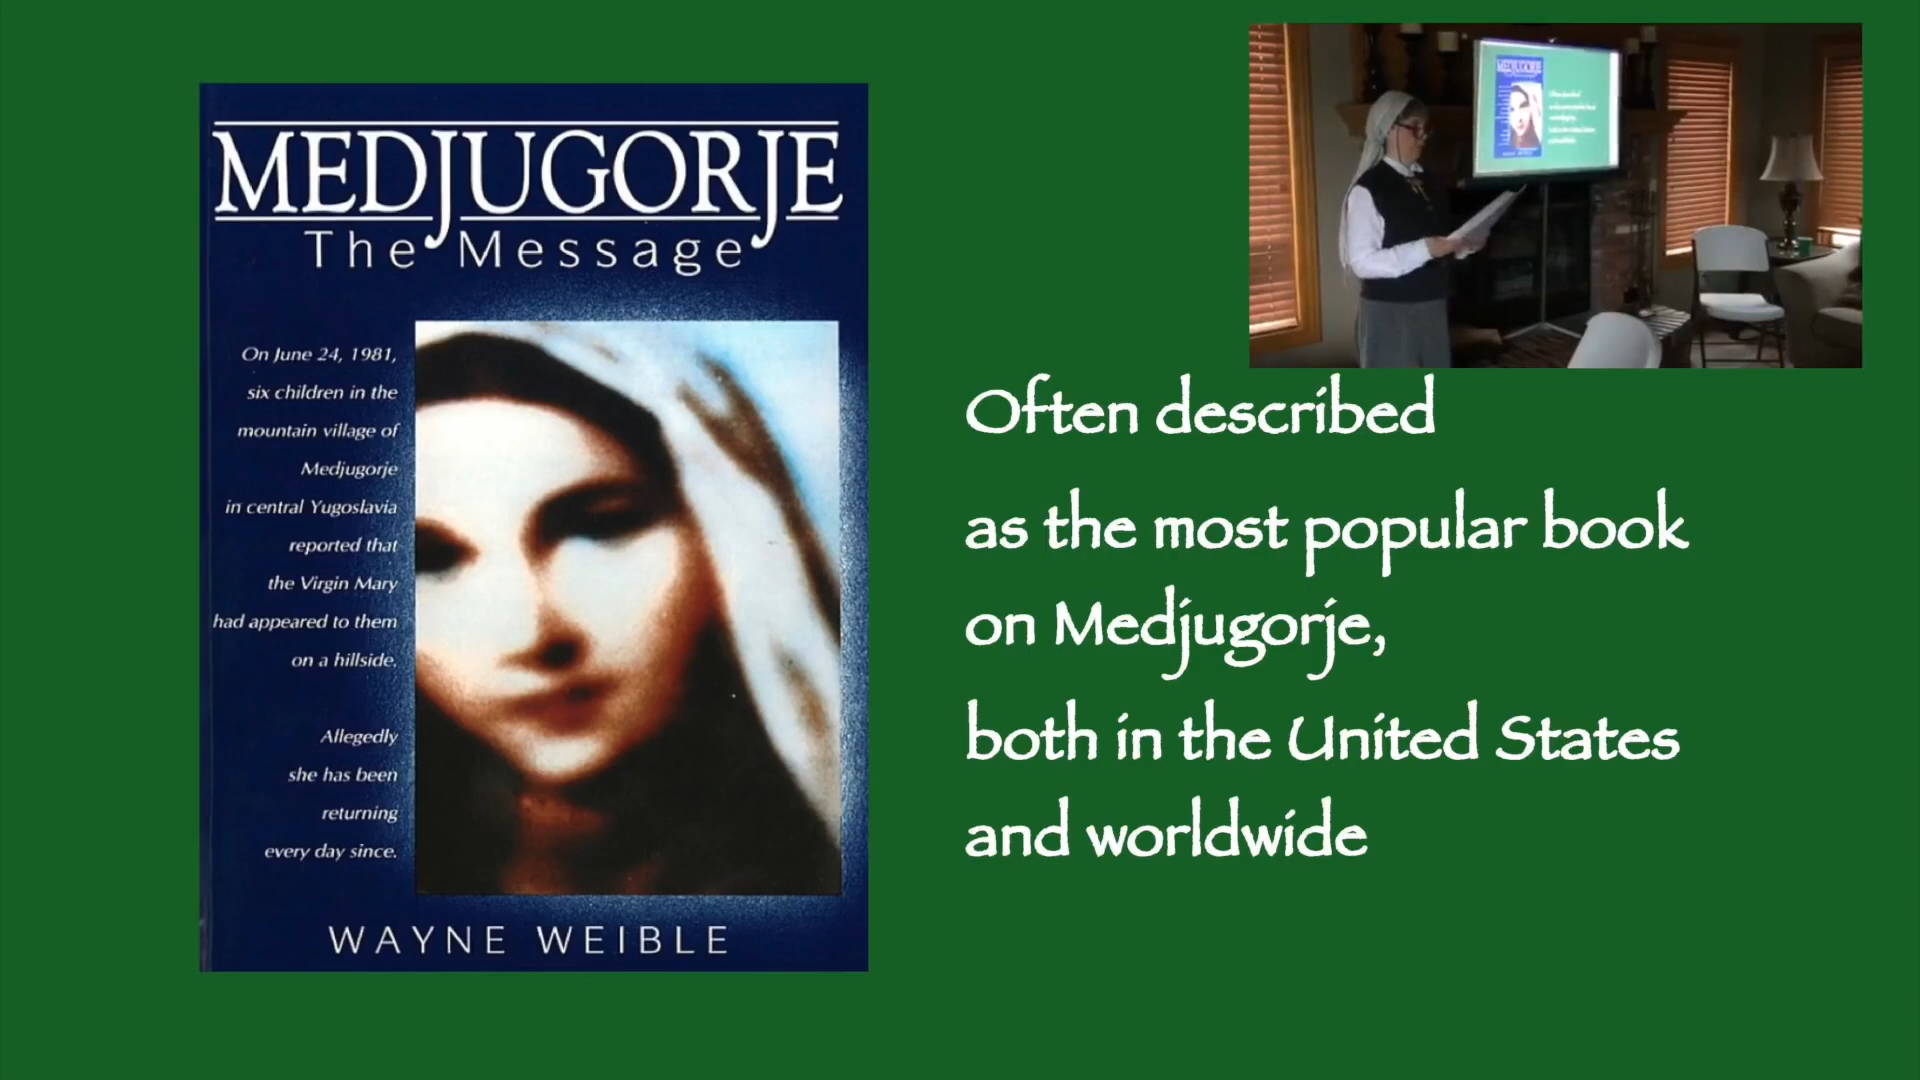 MEDJUGORJE
The Message
On June 24, 1981,
six children in the
mountain village of
Medjugorje
in central Yugoslavia
reported that
the Virgin Mary
had appeared to them
on a hillside.
Allegedly
she has been
returning
every day since.
WAYNE WEIBLE
MEDJUGORJE
Often described
as the most popular book
on Medjugorje,
both in the United States
and worldwide